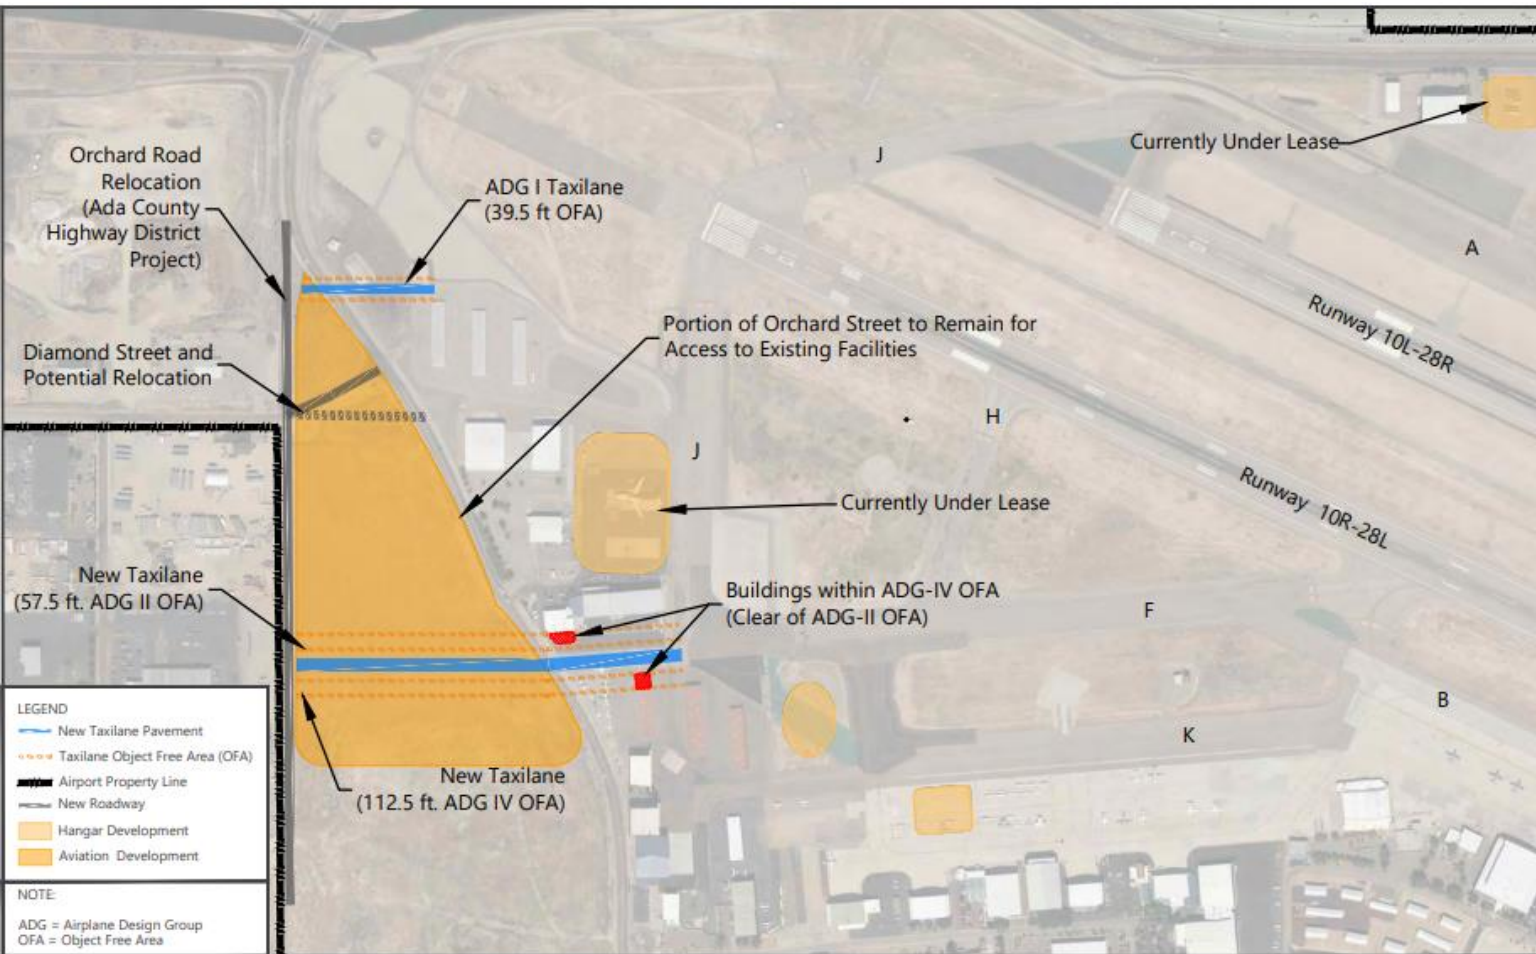 Orchard Road
Relocation
(Ada County
Highway District
Project)
ADG I Taxilane
(39.5 ft OFA)
J
Currently Under Lease
A
Runway 10L-28R
Portion of Orchard Street to Remain for
Access to Existing Facilities
Diamond Street and
Potential Relocation
H
J
Runway 10R-28L
Currently Under Lease
New Taxilane
(57.5 ft. ADG II OFA)
Buildings within ADG-IV OFA
(Clear of ADG-II OFA)
F
B
K
New Taxilane
(112.5 ft. ADG IV OFA)
LEGEND
New Taxilane Pavement
Taxilane Object Free Area (OFA)
Airport Property Line
New Roadway
Hangar Development
Aviation Development
NOTE:
ADG = Airplane Design Group
OFA = Object Free Area